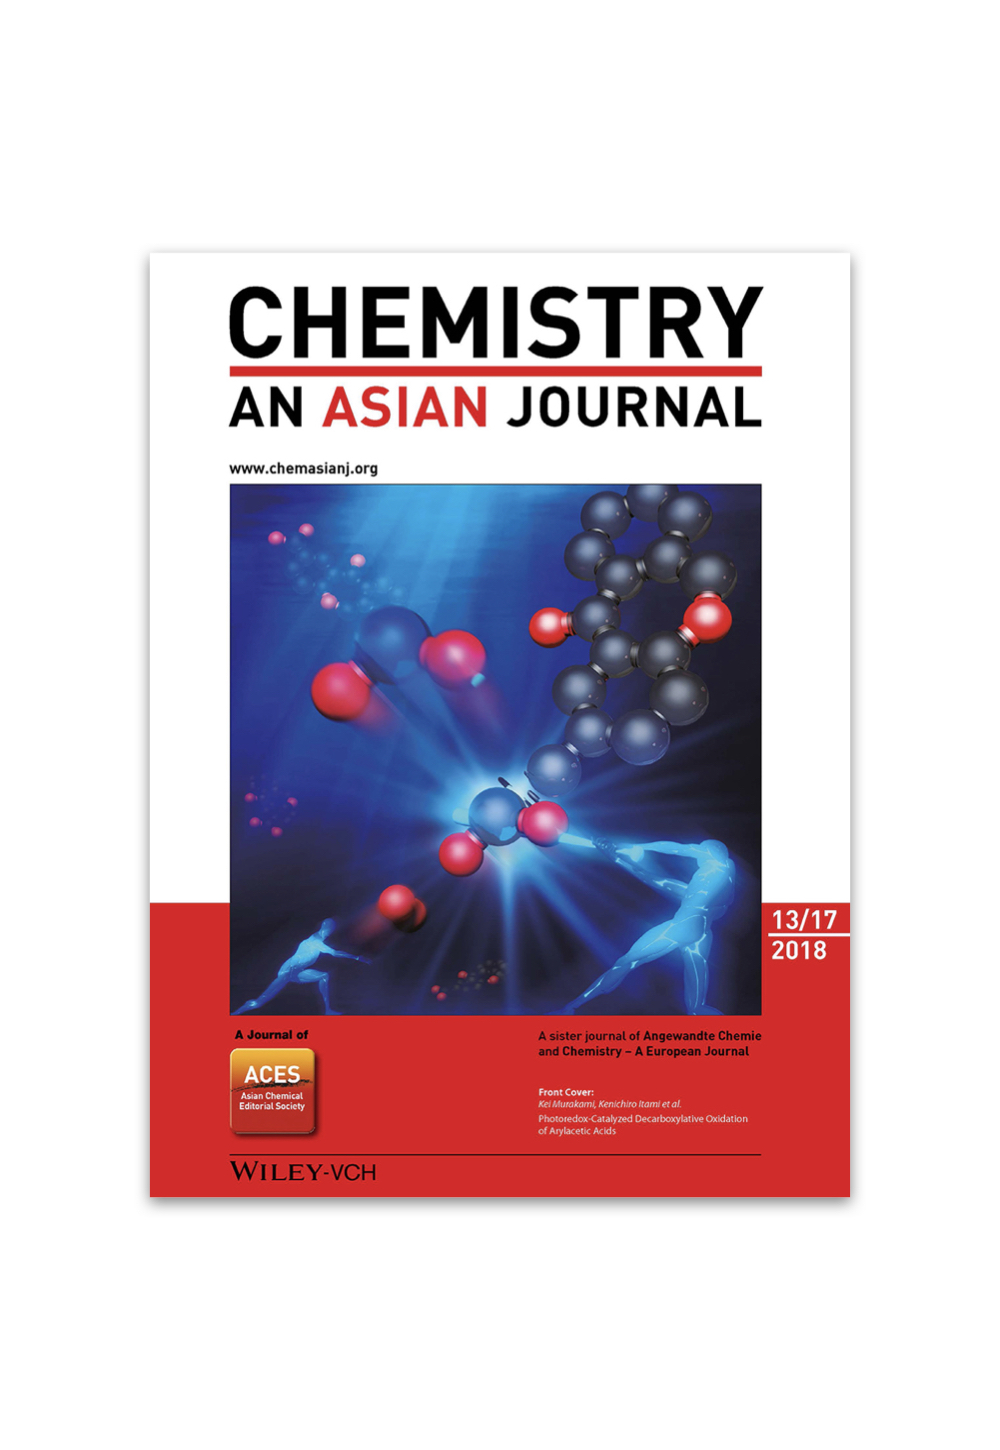 CHEMISTRY
AN ASIAN JOURNAL
www.chemasianj.org
13/17
2018
A Journal of
ACES
Asian Chemical
Editorial Society
A sister journal of Angewandte Chemie
and Chemistry – A European Journal
Front Cover:
Kei Murakami, Kenichiro Itami et al.
Photoredox-Catalyzed Decarboxylative Oxidation
of Arylacetic Acids
WILEY-VCH